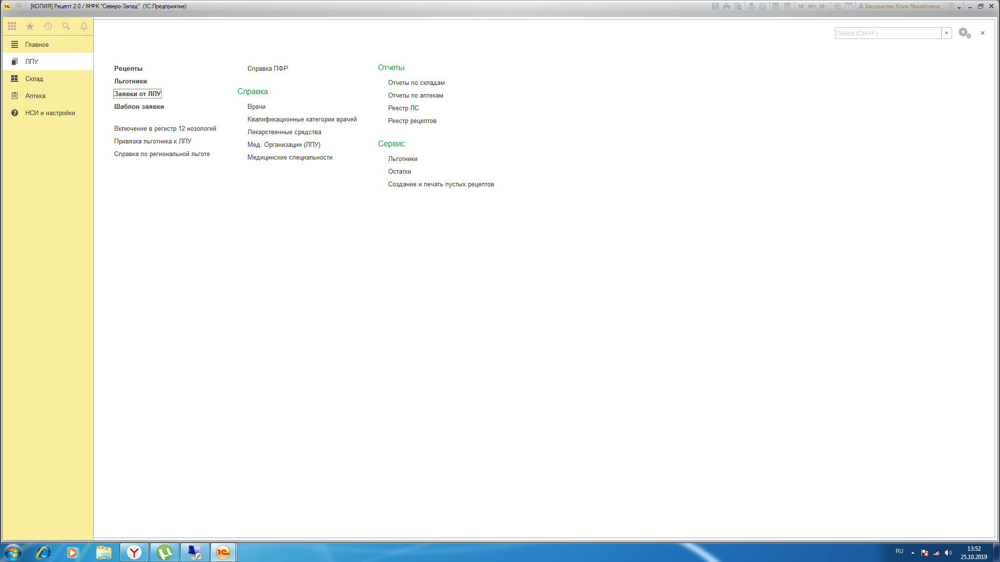 [КОПИЯ] Рецепт 2.0 / МФК "Северо-Запад" (1С:Предприятие)
M M+ M-
Башлыкова Юлия Михайловна
Поиск (Ctrl+F)
Главное
ЛПУ
Склад
Аптека
НСИ и настройки
Рецепты
Льготники
Заявки от ЛПУ
Шаблон заявки
Включение в регистр 12 нозологий
Привязка льготника к ЛПУ
Справка по региональной льготе
Справка ПФР
Справка
Врачи
Квалификационные категории врачей
Лекарственные средства
Мед. Организации (ЛПУ)
Медицинские специальности
Отчеты
Отчеты по складам
Отчеты по аптекам
Реестр ЛС
Реестр рецептов
Сервис
Льготники
Остатки
Создание и печать пустых рецептов
RU
13:52
25.10.2019